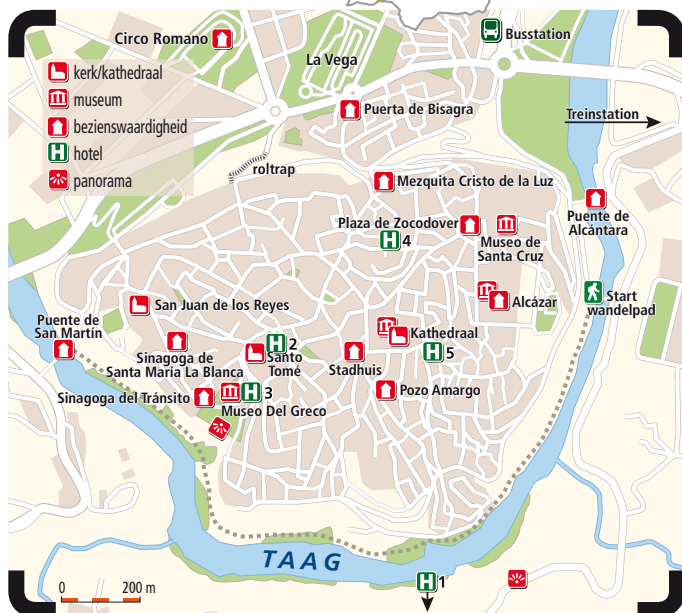 Circo Romano
La Vega
Busstation
kerk/kathedraal
museum
bezienswaardigheid
hotel
panorama
Puerta de Bisagra
Treinstation
roltrap
Mezquita Cristo de la Luz
Plaza de Zocodover
4
Museo de
Santa Cruz
Puente de
Alcántara
San Juan de los Reyes
Alcázar
Start
wandelpad
Puente de
San Martín
Sinagoga de
Santa María La Blanca
2
Santo
Tomé
Stadhuis
Kathedraal
5
Sinagoga del Tránsito
3
Museo Del Greco
Pozo Amargo
TAAG
0 200 m
1
H
H
H
H
H
H